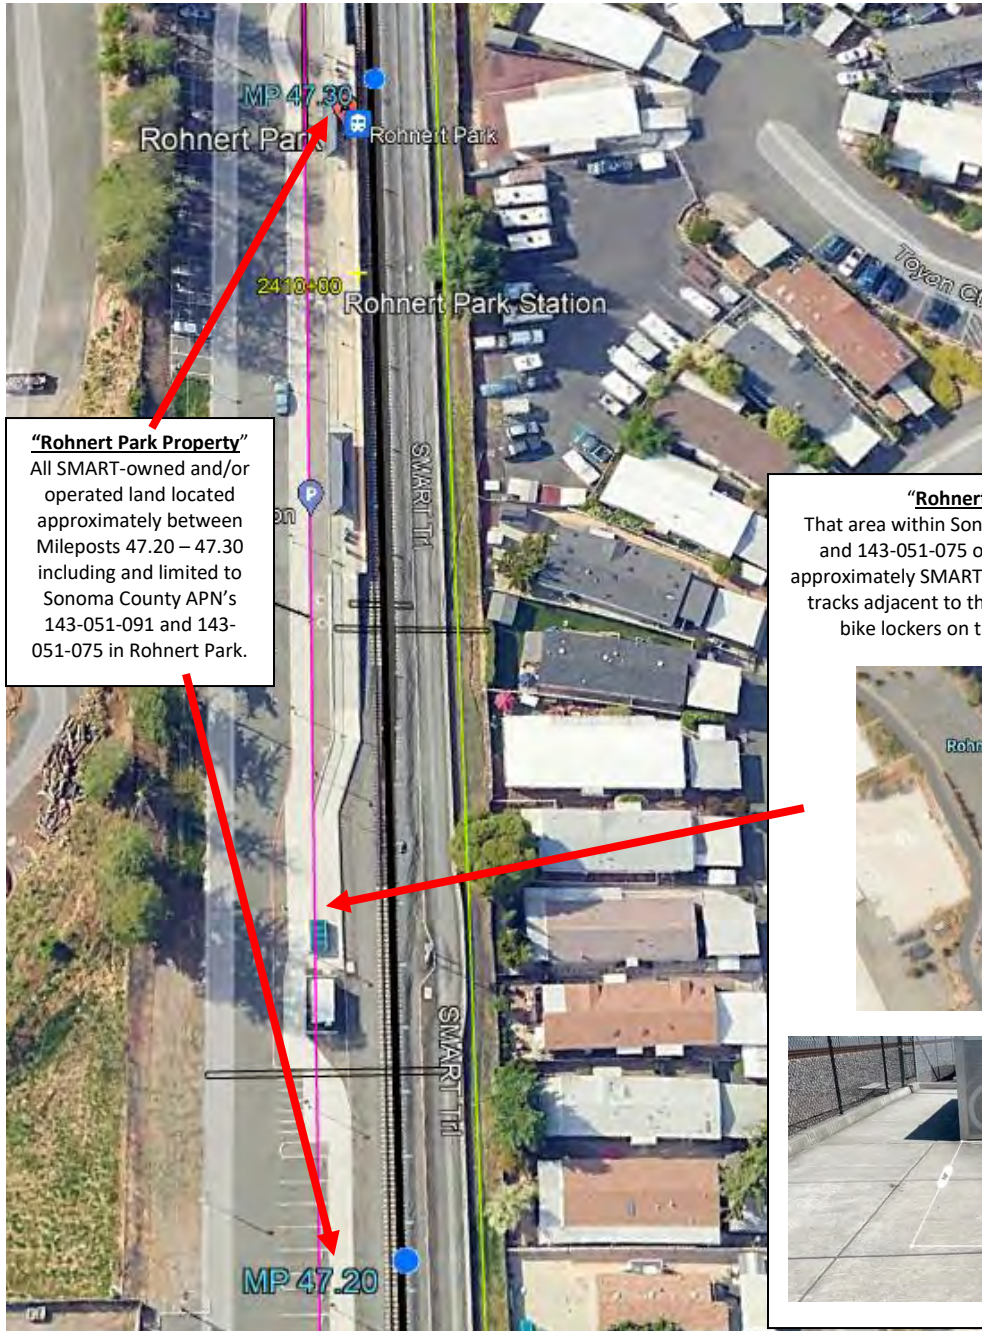 MP 47.30
Rohnert Park
Rohnert Park
2410+00
Rohnert Park Station
Toyon Ct
“Rohnert Park Property”
All SMART-owned and/or
operated land located
approximately between
Mileposts 47.20 – 47.30
including and limited to
Sonoma County APN’s
143-051-091 and 143-
051-075 in Rohnert Park.
P
on
SMART Trl
“Rohnert
That area within Son
and 143-051-075 o
approximately SMART
tracks adjacent to th
bike lockers on t
Rohn
SMART Trl
MP 47.20